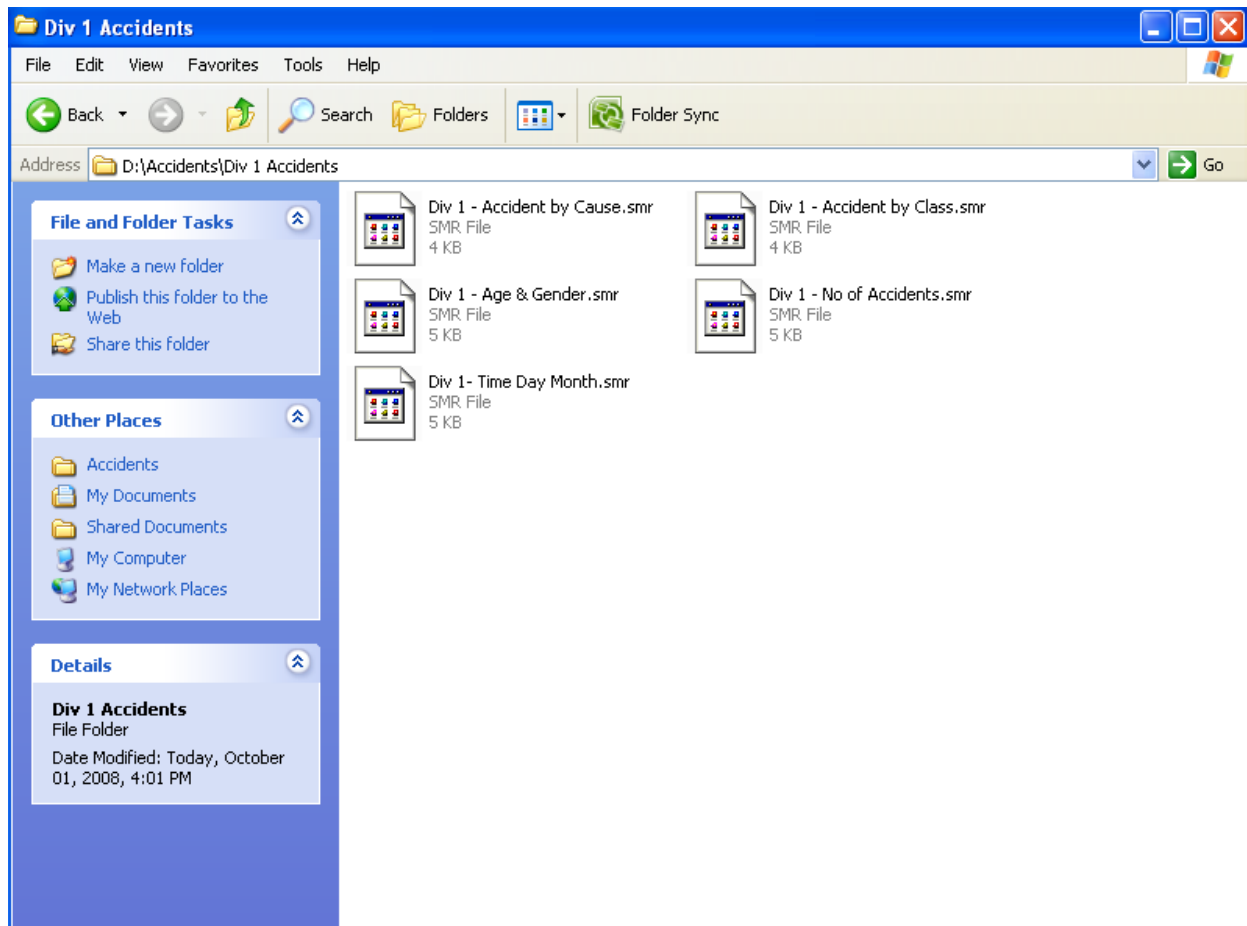 Div 1 Accidents
File Edit View Favorites Tools Help
Back Search Folders Folder Sync
Address D:\Accidents\Div 1 Accidents Go
File and Folder Tasks
Make a new folder
Publish this folder to the
Web
Share this folder
Other Places
Accidents
My Documents
Shared Documents
My Computer
My Network Places
Details
Div 1 Accidents
File Folder
Date Modified: Today, October
01, 2008, 4:01 PM
Div 1 - Accident by Cause.smr
SMR File
4 KB
Div 1 - Accident by Class.smr
SMR File
4 KB
Div 1 - Age & Gender.smr
SMR File
5 KB
Div 1 - No of Accidents.smr
SMR File
5 KB
Div 1- Time Day Month.smr
SMR File
5 KB